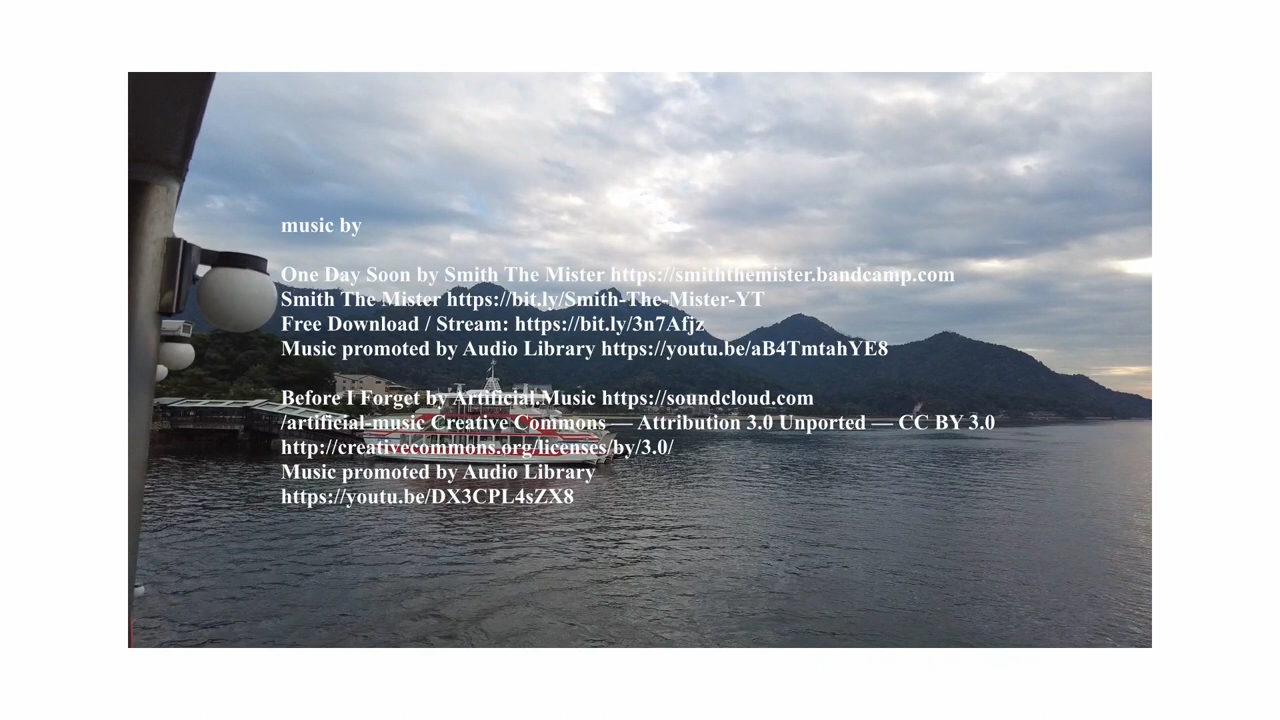 music by
One Day Soon by Smith The Mister https://smiththemister.bandcamp.com
Smith The Mister https://bit.ly/Smith-The-Mister-YT
Free Download / Stream: https://bit.ly/3n7Afjz
Music promoted by Audio Library https://youtu.be/aB4TmtahYE8
Before I Forget by Artificial.Music https://soundcloud.com
/artificial-music Creative Commons — Attribution 3.0 Unported — CC BY 3.0
http://creativecommons.org/licenses/by/3.0/
Music promoted by Audio Library
https://youtu.be/DX3CPL4sZX8